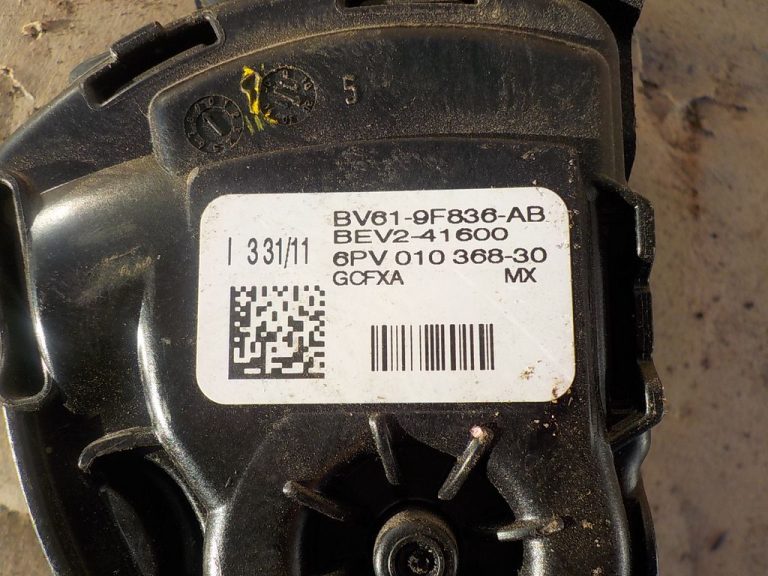 5
BV61-9F836-AB
BEV2-41600
I 331/11
6PV 010 368-30
GCFXA MX